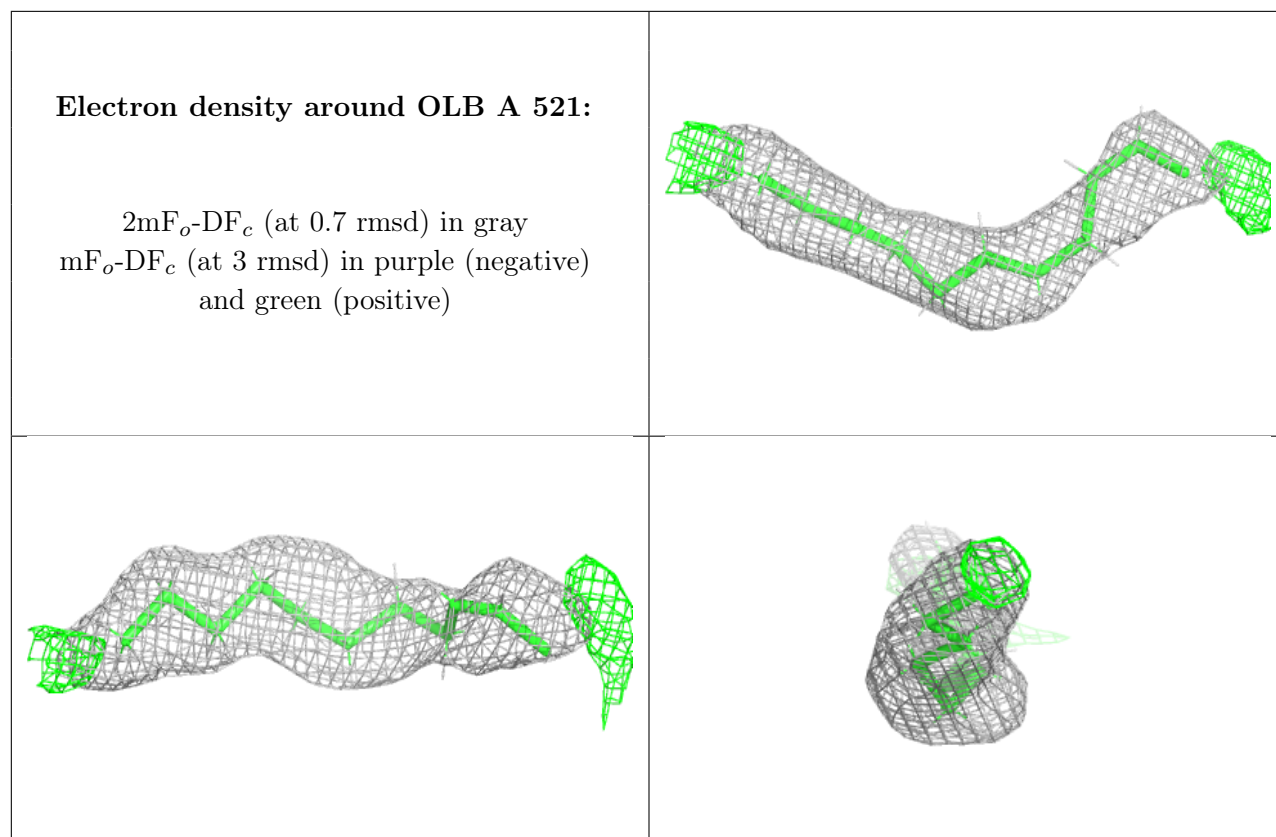 Electron density around OLB A 521:
2mFₒ-DF𝒸 (at 0.7 rmsd) in gray
mFₒ-DF𝒸 (at 3 rmsd) in purple (negative)
and green (positive)